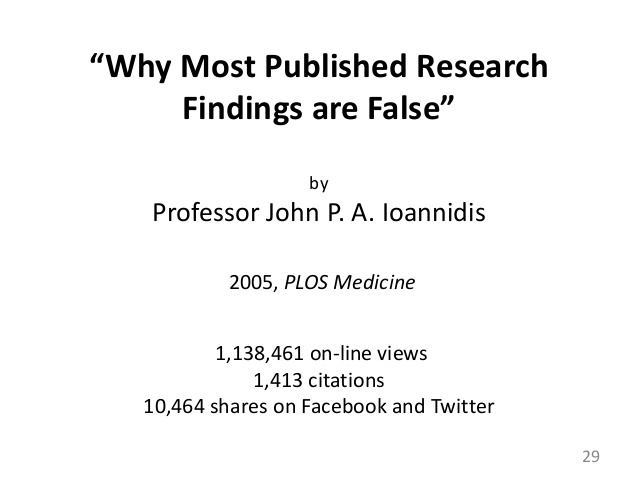 “Why Most Published Research
Findings are False”
by
Professor John P. A. Ioannidis
2005, PLOS Medicine
1,138,461 on-line views
1,413 citations
10,464 shares on Facebook and Twitter
29